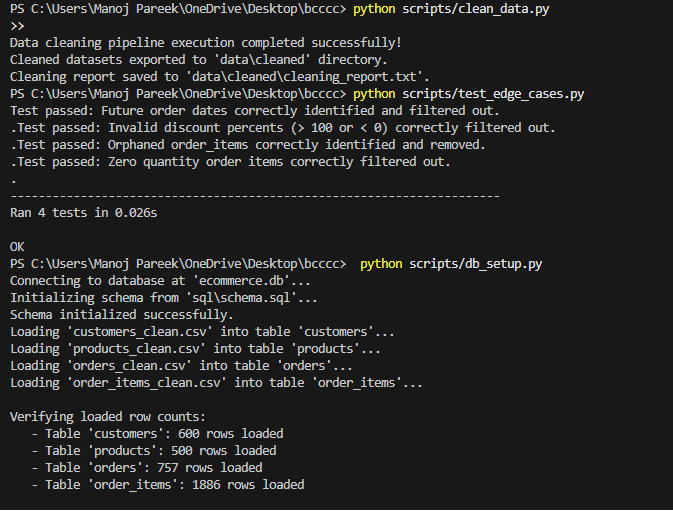 PS C:\Users\Manoj Pareek\OneDrive\Desktop\bcccc> python scripts/clean_data.py
>>
Data cleaning pipeline execution completed successfully!
Cleaned datasets exported to 'data\cleaned' directory.
Cleaning report saved to 'data\cleaned\cleaning_report.txt'.
PS C:\Users\Manoj Pareek\OneDrive\Desktop\bcccc> python scripts/test_edge_cases.py
Test passed: Future order dates correctly identified and filtered out.
.Test passed: Invalid discount percents (> 100 or < 0) correctly filtered out.
.Test passed: Orphaned order_items correctly identified and removed.
.Test passed: Zero quantity order items correctly filtered out.
.
----------------------------------------------------------------------
Ran 4 tests in 0.026s

OK
PS C:\Users\Manoj Pareek\OneDrive\Desktop\bcccc>  python scripts/db_setup.py
Connecting to database at 'ecommerce.db'...
Initializing schema from 'sql\schema.sql'...
Schema initialized successfully.
Loading 'customers_clean.csv' into table 'customers'...
Loading 'products_clean.csv' into table 'products'...
Loading 'orders_clean.csv' into table 'orders'...
Loading 'order_items_clean.csv' into table 'order_items'...

Verifying loaded row counts:
   - Table 'customers': 600 rows loaded
   - Table 'products': 500 rows loaded
   - Table 'orders': 757 rows loaded
   - Table 'order_items': 1886 rows loaded